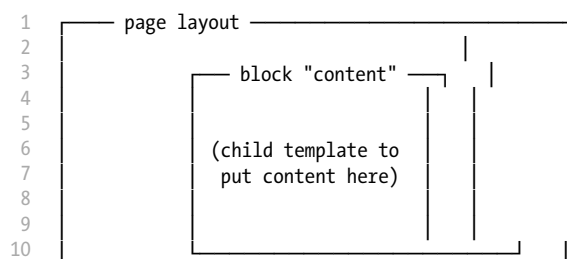 1 page layout
2
3 block "content"
4
5
6 (child template to
7 put content here)
8
9
10